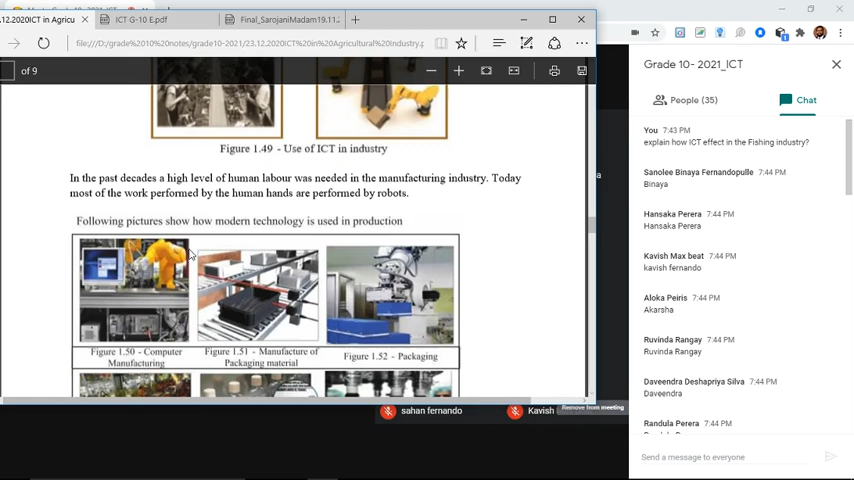 .12.2020ICT in Agricu
ICT G-10 E.pdf
Final_SarojaniMadam19.11.2
file:///D:/grade%2010%20notes/grade10-2021/23.12.2020ICT%20in%20Agricultural%20Industry.p
of 9
Figure 1.49 - Use of ICT in industry
In the past decades a high level of human labour was needed in the manufacturing industry. Today
most of the work performed by the human hands are performed by robots.
Following pictures show how modern technology is used in production
Figure 1.50 - Computer
Manufacturing
Figure 1.51 - Manufacture of
Packaging material
Figure 1.52 - Packaging
sahan fernando
Kavish
Remove from meeting
Grade 10- 2021_ICT
People (35)
Chat
You 7:43 PM
explain how ICT effect in the Fishing industry?
Sanolee Binaya Fernandopulle 7:44 PM
Binaya
Hansaka Perera 7:44 PM
Hansaka Perera
Kavish Max beat 7:44 PM
kavish fernando
Aloka Peiris 7:44 PM
Akarsha
Ruvinda Rangay 7:44 PM
Ruvinda Rangay
Daveendra Deshapriya Silva 7:44 PM
Daveendra
Randula Perera 7:44 PM
Send a message to everyone